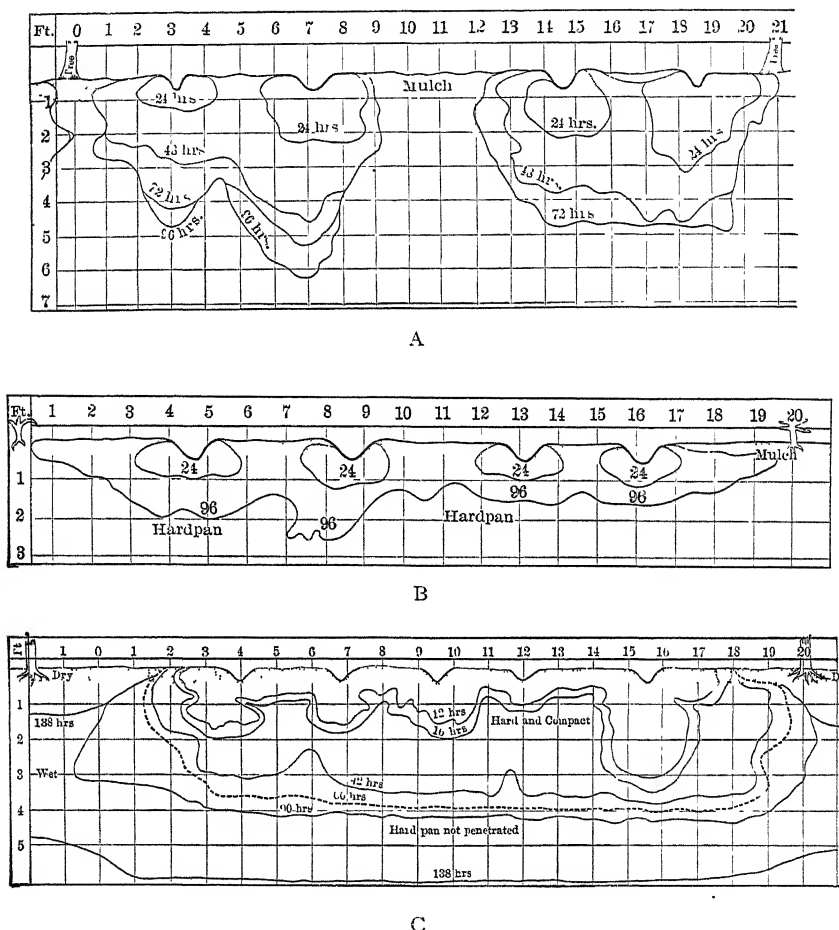 Ft. 0 1 2 3 4 5 6 7 8 9 10 11 12 13 14 15 16 17 18 19 20 21
Tree
Mulch
1
24 hrs
24 hrs.
24 hrs.
24 hrs
2
48 hrs.
48 hrs.
3
72 hrs
72 hrs
4
96 hrs.
96 hrs.
5
6
7
A
Ft. 1 2 3 4 5 6 7 8 9 10 11 12 13 14 15 16 17 18 19 20
Mulch
24 24 24 24
1
96 96 96 96
2
Hardpan Hardpan
3
B
Ft 1 0 1 2 3 4 5 6 7 8 9 10 11 12 13 14 15 16 17 18 19 20
Dry D
1
12 hrs
138 hrs
Hard and Compact
2
Wet
3
4
90 hrs
Hard pan not penetrated
5
138 hrs
C